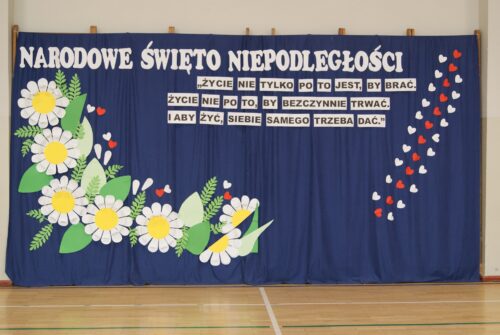 NARODOWE ŚWIĘTO NIEPODLEGŁOŚCI
„ŻYCIE NIE TYLKO PO TO JEST, BY BRAĆ.
ŻYCIE NIE PO TO, BY BEZCZYNNIE TRWAĆ.
I ABY ŻYĆ, SIEBIE SAMEGO TRZEBA DAĆ.”